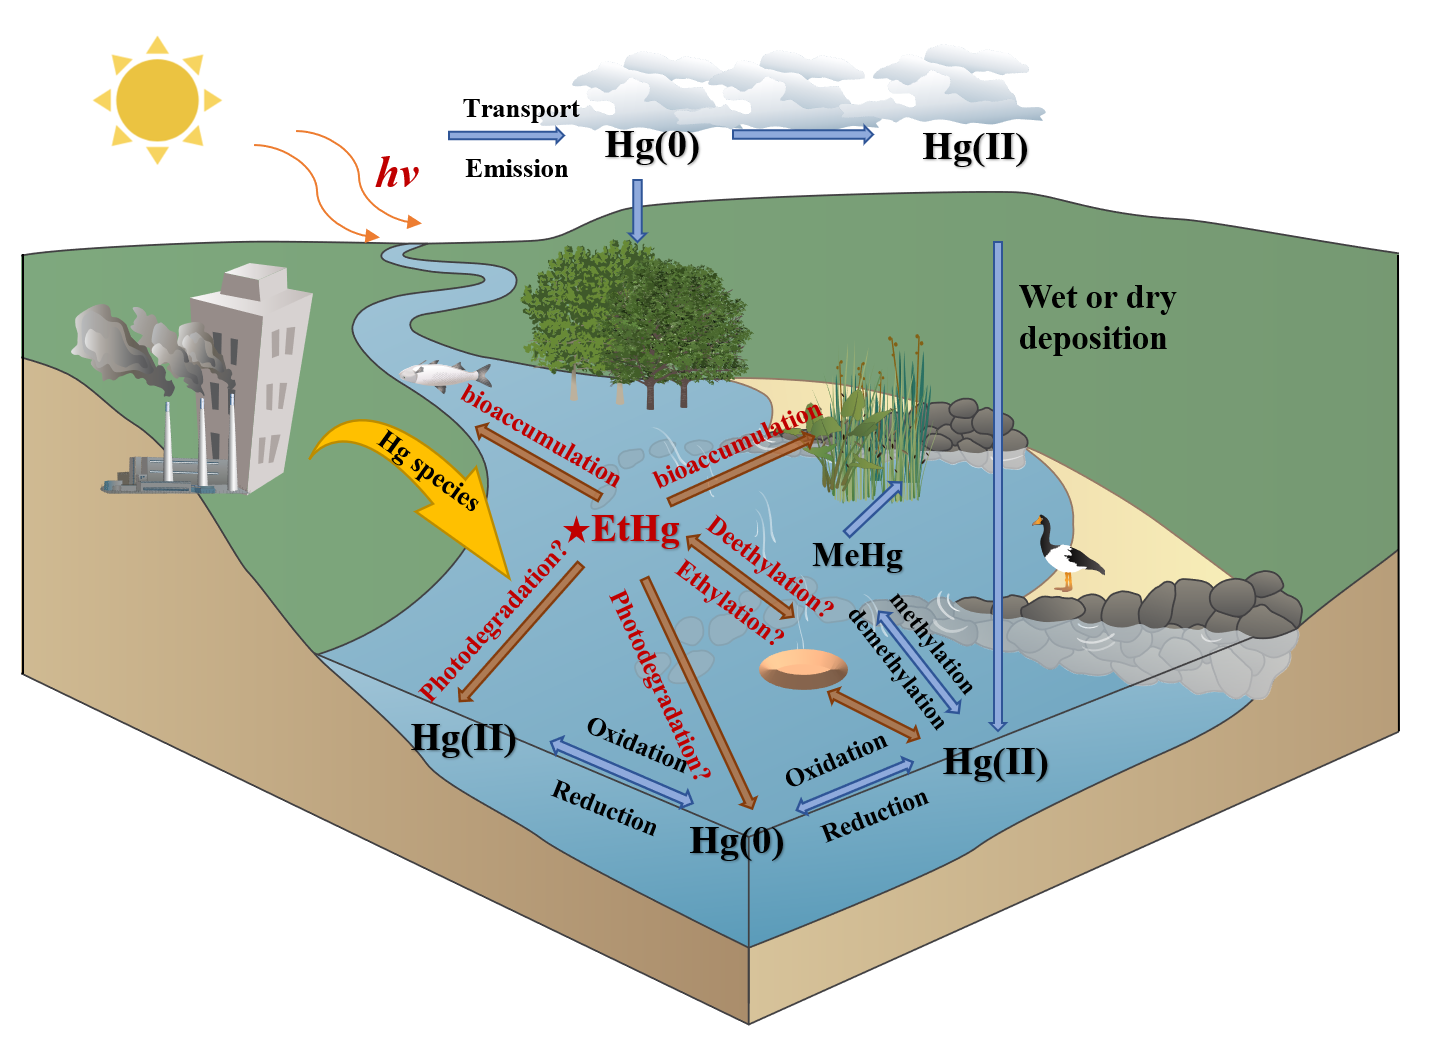 Transport
Emission
Hg(0)
Hg(II)
hν
Wet or dry
deposition
bioaccumulation
bioaccumulation
Hg species
★EtHg
MeHg
Photodegradation?
Photodegradation?
Deethylation?
Ethylation?
methylation
demethylation
Hg(II)
Oxidation
Reduction
Hg(0)
Oxidation
Reduction
Hg(II)